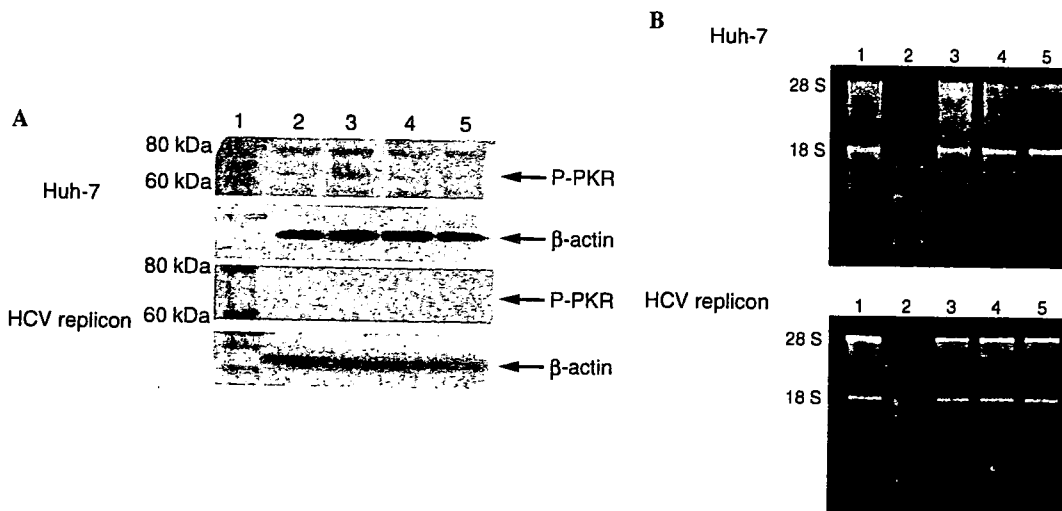 A
1 2 3 4 5
80 kDa
60 kDa
Huh-7
P-PKR
β-actin
80 kDa
60 kDa
HCV replicon
P-PKR
β-actin
B
Huh-7
1 2 3 4 5
28 S
18 S
HCV replicon
1 2 3 4 5
28 S
18 S